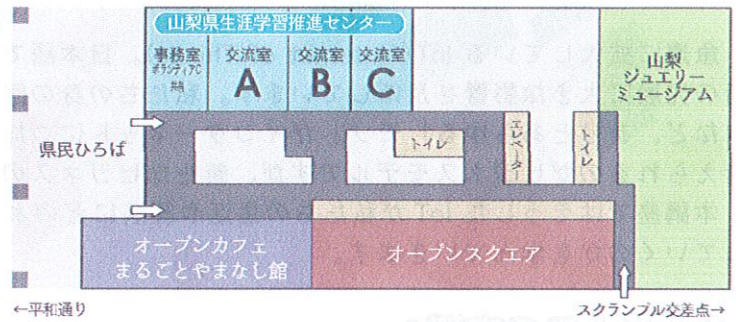 山梨県生涯学習推進センター
事務室
ボランティアC
交流室
A
交流室
B
交流室
C
山梨
ジュエリー
ミュージアム
県民ひろば
トイレ
エレベーター
トイレ
オープンカフェ
まるごとやまなし館
オープンスクエア
←平和通り
スクランブル交差点→